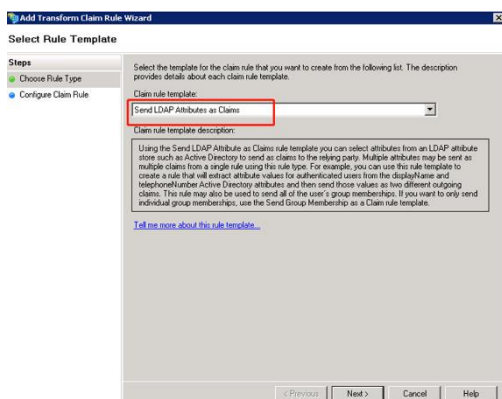 Add Transform Claim Rule Wizard
Select Rule Template
Steps
Choose Rule Type
Configure Claim Rule
Select the template for the claim rule that you want to create from the following list. The description
provides details about each claim rule template.
Claim rule template:
Send LDAP Attributes as Claims
Claim rule template description:
Using the Send LDAP Attribute as Claims rule template you can select attributes from an LDAP attribute
store such as Active Directory to send as claims to the relying party. Multiple attributes may be sent as
multiple claims from a single rule using this rule type. For example, you can use this rule template to
create a rule that will extract attribute values for authenticated users from the displayName and
telephoneNumber Active Directory attributes and then send those values as two different outgoing
claims. This rule may also be used to send all of the user's group memberships. If you want to only send
individual group memberships, use the Send Group Membership as a Claim rule template.
Tell me more about this rule template...
< Previous
Next >
Cancel
Help